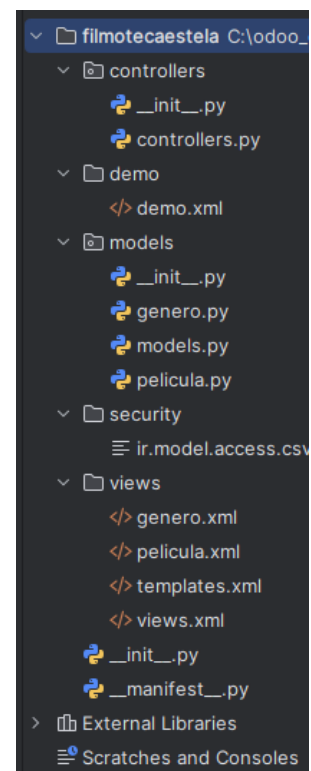 filmotecaestela C:\odoo_
controllers
__init__.py
controllers.py
demo
demo.xml
models
__init__.py
genero.py
models.py
pelicula.py
security
ir.model.access.csv
views
genero.xml
pelicula.xml
templates.xml
views.xml
__init__.py
__manifest__.py
External Libraries
Scratches and Consoles